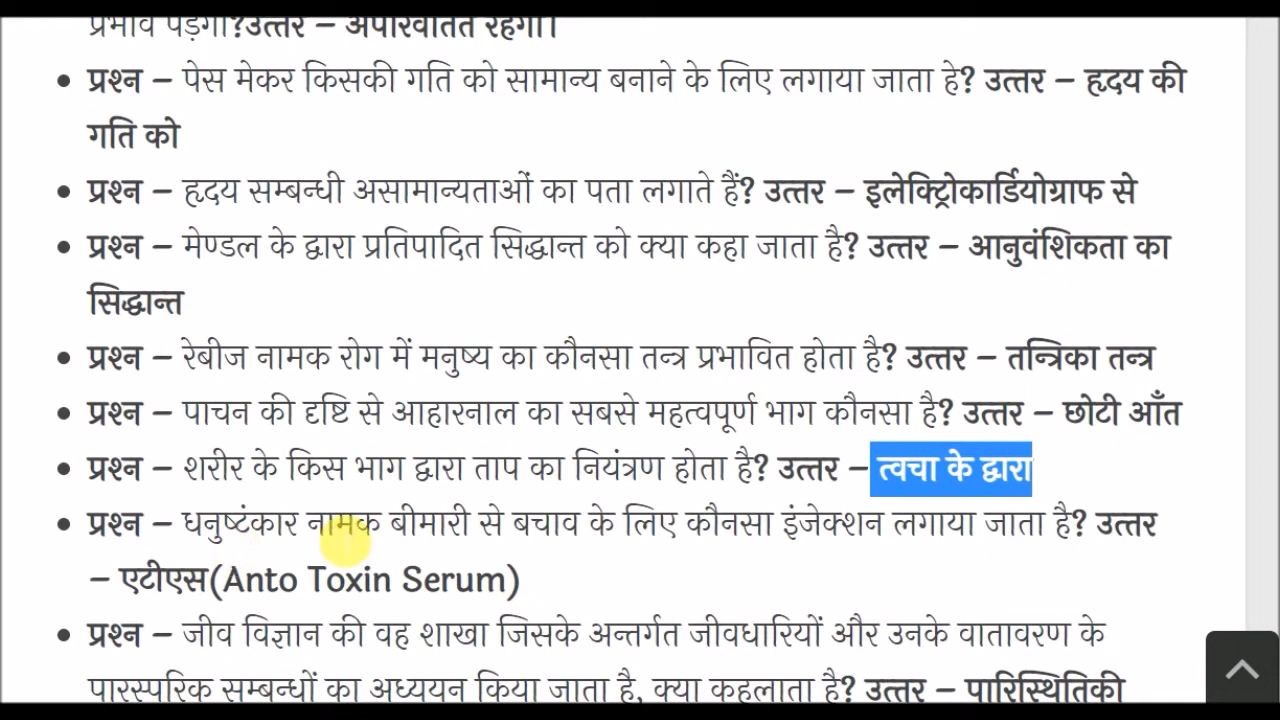 प्रभाव पड़ेगा?उत्तर – अपरिवर्तित रहेगा।
प्रश्न – पेस मेकर किसकी गति को सामान्य बनाने के लिए लगाया जाता हे? उत्तर – हृदय की
गति को
प्रश्न – हृदय सम्बन्धी असामान्यताओं का पता लगाते हैं? उत्तर – इलेक्ट्रिोकार्डियोग्राफ से
प्रश्न – मेण्डल के द्वारा प्रतिपादित सिद्धान्त को क्या कहा जाता है? उत्तर – आनुवंशिकता का
सिद्धान्त
प्रश्न – रेबीज नामक रोग में मनुष्य का कौनसा तन्त्र प्रभावित होता है? उत्तर – तन्त्रिका तन्त्र
प्रश्न – पाचन की दृष्टि से आहारनाल का सबसे महत्वपूर्ण भाग कौनसा है? उत्तर – छोटी आँत
प्रश्न – शरीर के किस भाग द्वारा ताप का नियंत्रण होता है? उत्तर – त्वचा के द्वारा
प्रश्न – धनुष्टंकार नामक बीमारी से बचाव के लिए कौनसा इंजेक्शन लगाया जाता है? उत्तर
– एटीएस(Anto Toxin Serum)
प्रश्न – जीव विज्ञान की वह शाखा जिसके अन्तर्गत जीवधारियों और उनके वातावरण के
पारस्परिक सम्बन्धों का अध्ययन किया जाता है, क्या कहलाता है? उत्तर – पारिस्थितिकी